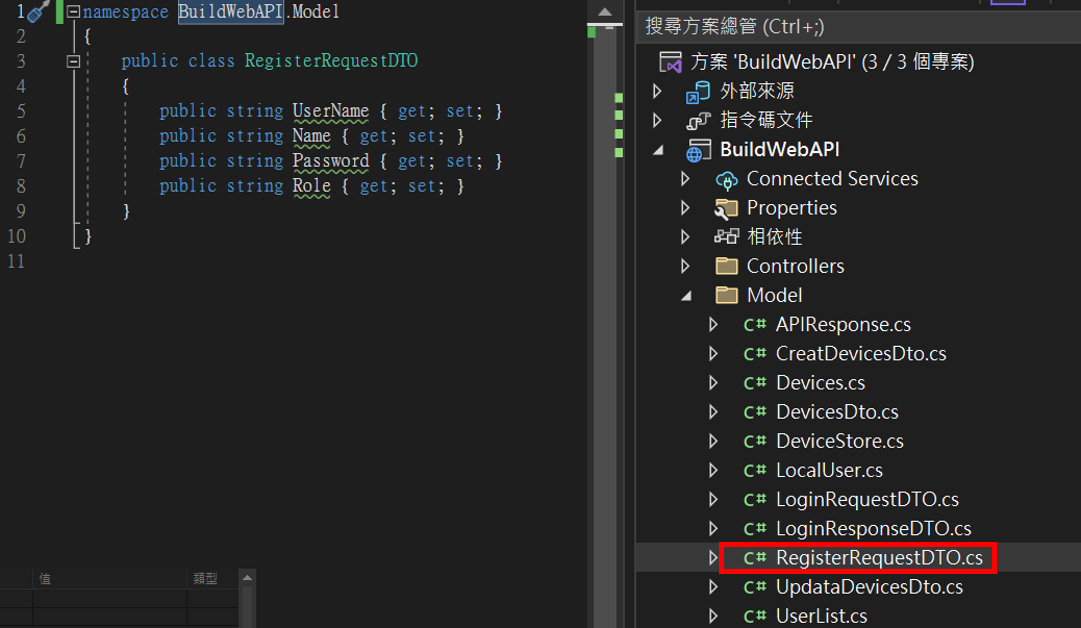 1 namespace BuildWebAPI.Model
2 {
3 public class RegisterRequestDTO
4 {
5 public string UserName { get; set; }
6 public string Name { get; set; }
7 public string Password { get; set; }
8 public string Role { get; set; }
9 }
10 }
11
值 類型
搜尋方案總管 (Ctrl+;)
方案 'BuildWebAPI' (3 / 3 個專案)
外部來源
指令碼文件
BuildWebAPI
Connected Services
Properties
相依性
Controllers
Model
C# APIResponse.cs
C# CreatDevicesDto.cs
C# Devices.cs
C# DevicesDto.cs
C# DeviceStore.cs
C# LocalUser.cs
C# LoginRequestDTO.cs
C# LoginResponseDTO.cs
C# RegisterRequestDTO.cs
C# UpdataDevicesDto.cs
C# UserList.cs